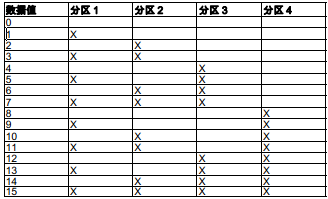 数据值 分区 1 分区 2 分区 3 分区 4
0
1 X
2 X
3 X X
4 X
5 X X
6 X X
7 X X X
8 X
9 X X
10 X X
11 X X X
12 X X
13 X X X
14 X X X
15 X X X X